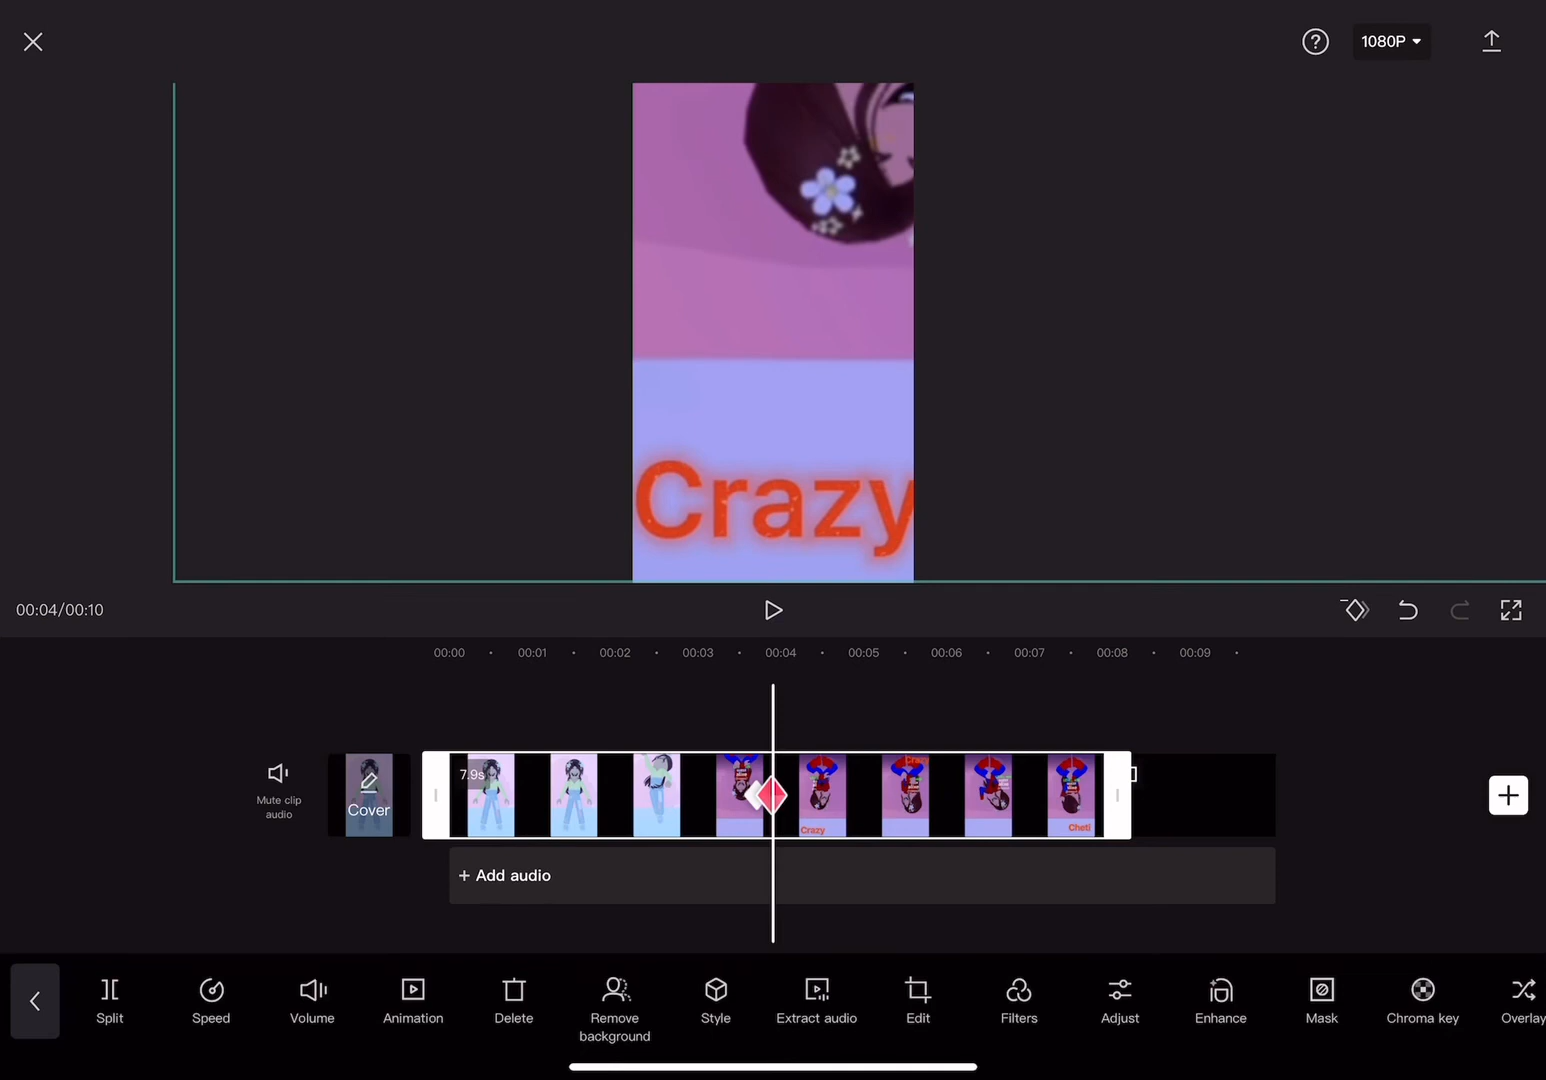 1080P
Crazy
00:04/00:10
00:00 00:01 00:02 00:03 00:04 00:05 00:06 00:07 00:08 00:09
7.9s
Mute clip
audio
Cover
Crazy
Cheti
+ Add audio
Split Speed Volume Animation Delete Remove background Style Extract audio Edit Filters Adjust Enhance Mask Chroma key Overlay